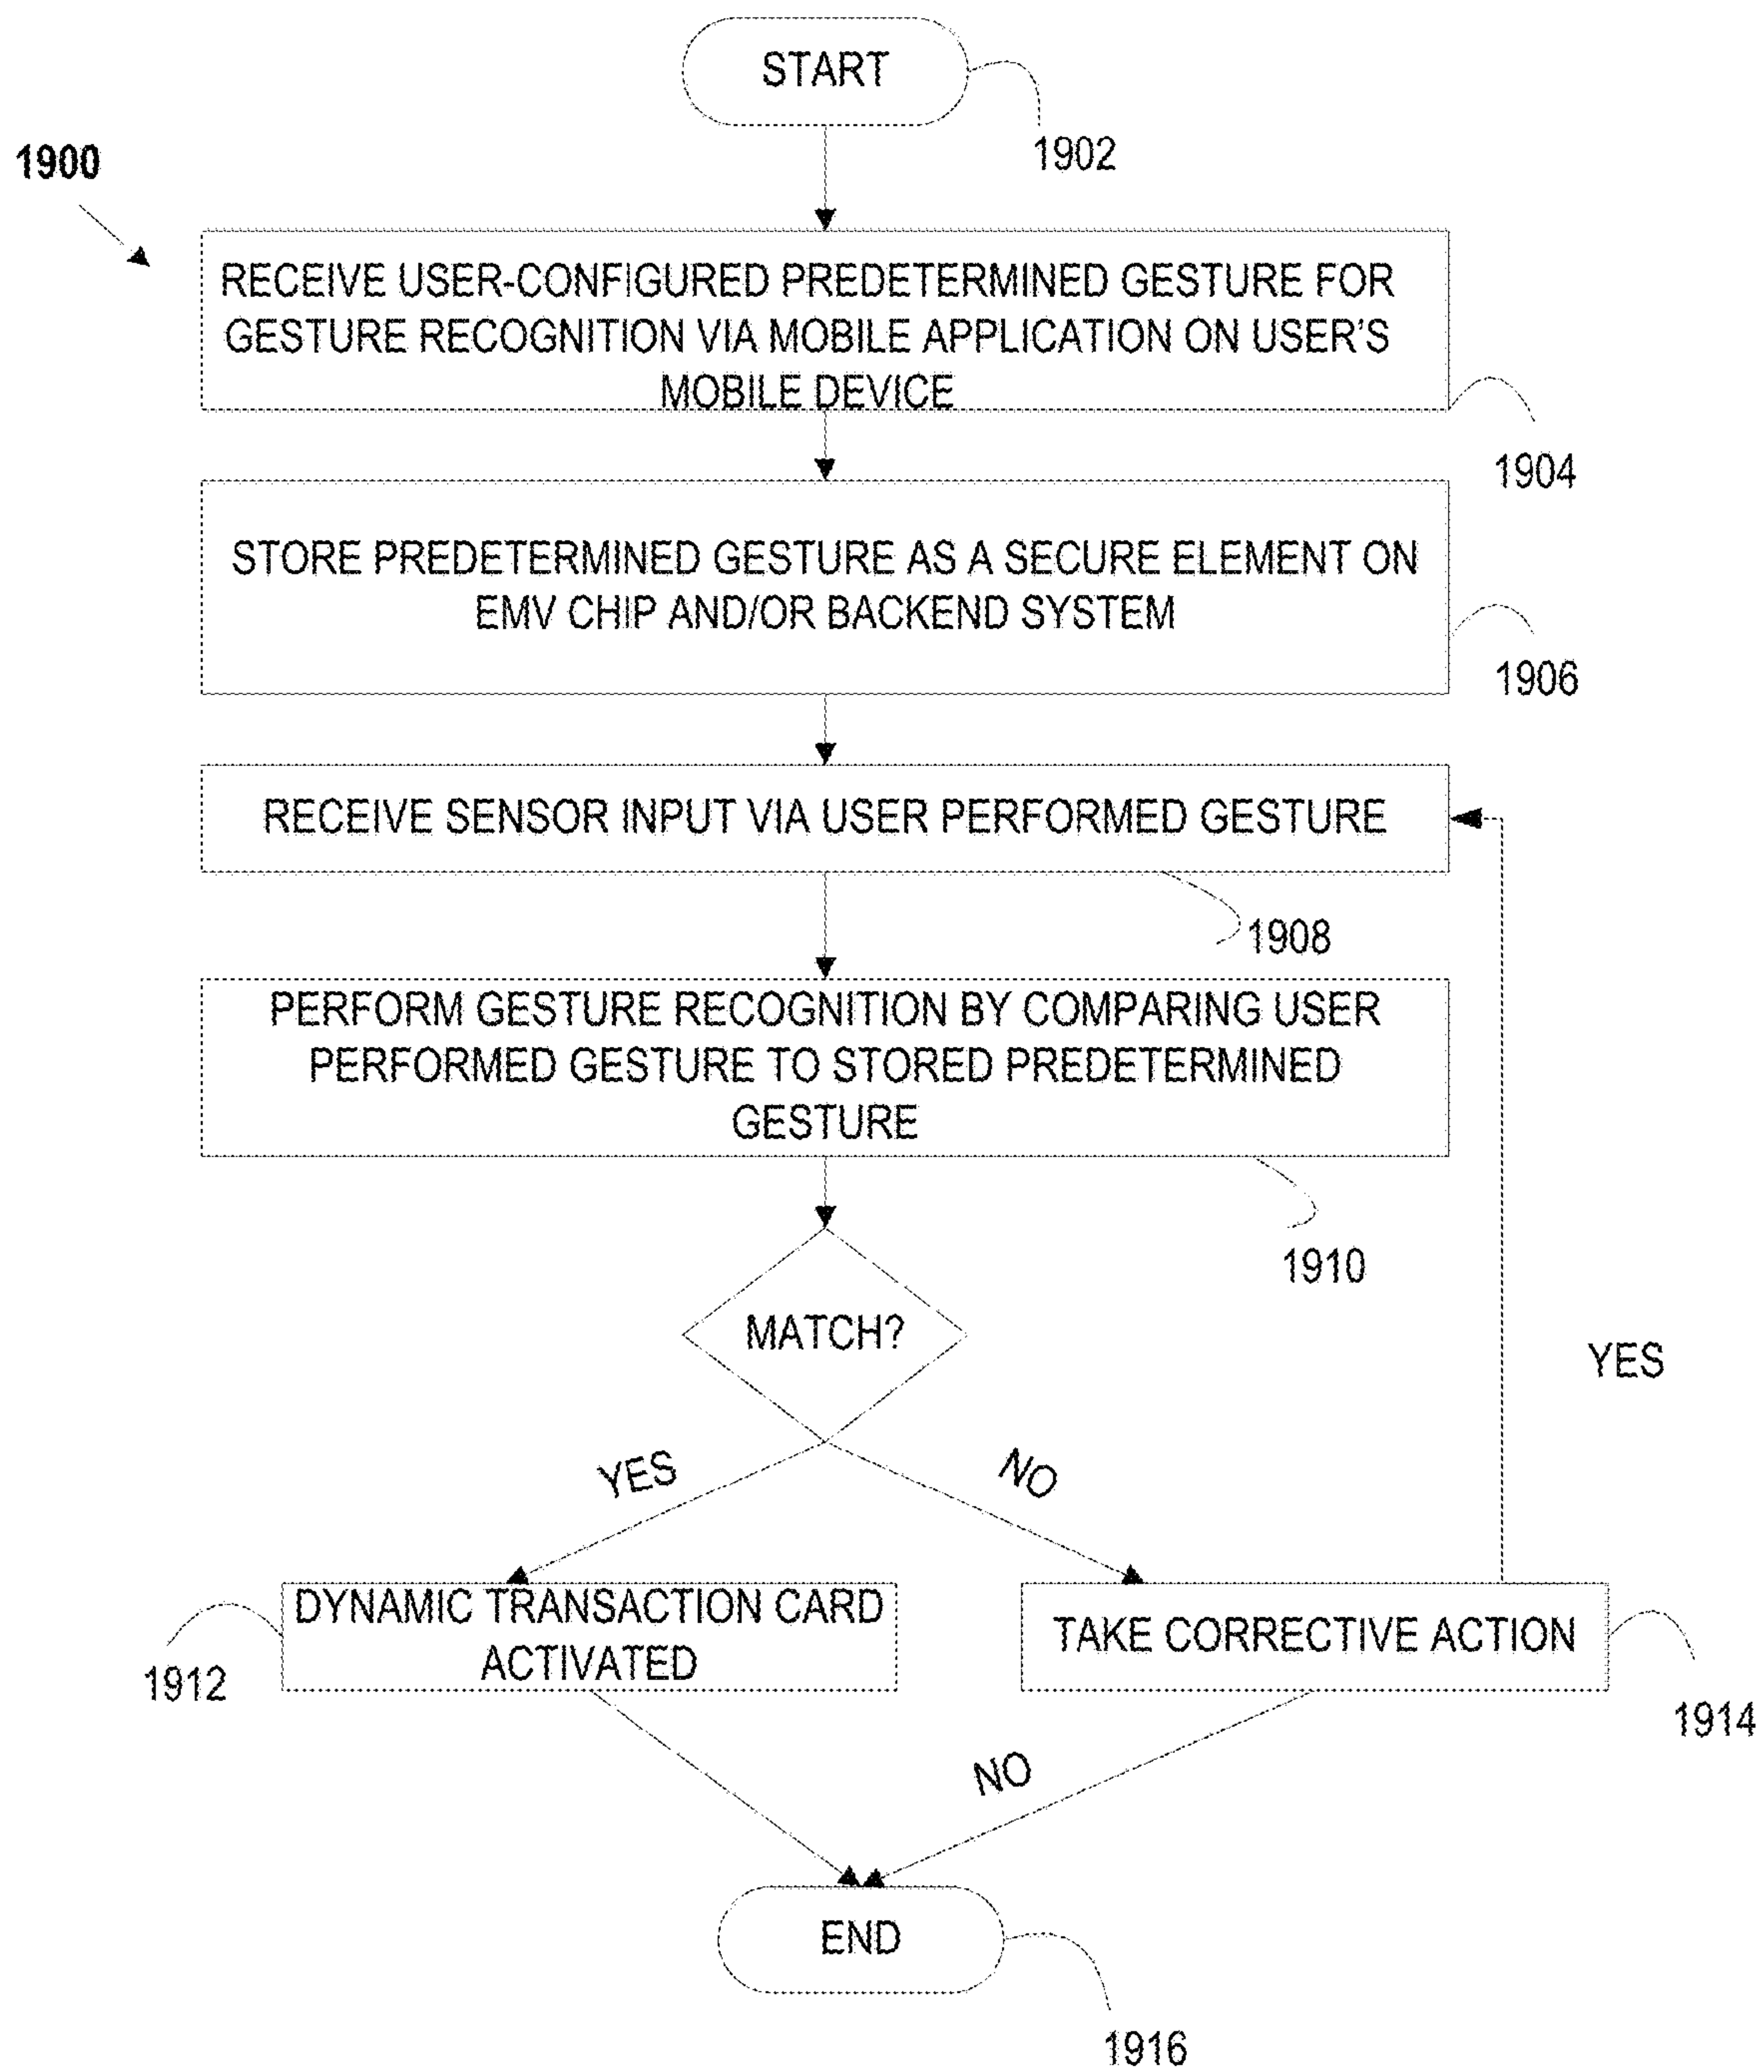 START
1902
1900
RECEIVE USER-CONFIGURED PREDETERMINED GESTURE FOR
GESTURE RECOGNITION VIA MOBILE APPLICATION ON USER'S
MOBILE DEVICE
1904
STORE PREDETERMINED GESTURE AS A SECURE ELEMENT ON
EMV CHIP AND/OR BACKEND SYSTEM
1906
RECEIVE SENSOR INPUT VIA USER PERFORMED GESTURE
1908
PERFORM GESTURE RECOGNITION BY COMPARING USER
PERFORMED GESTURE TO STORED PREDETERMINED
GESTURE
1910
MATCH?
YES
YES
NO
DYNAMIC TRANSACTION CARD
ACTIVATED
1912
TAKE CORRECTIVE ACTION
1914
NO
END
1916